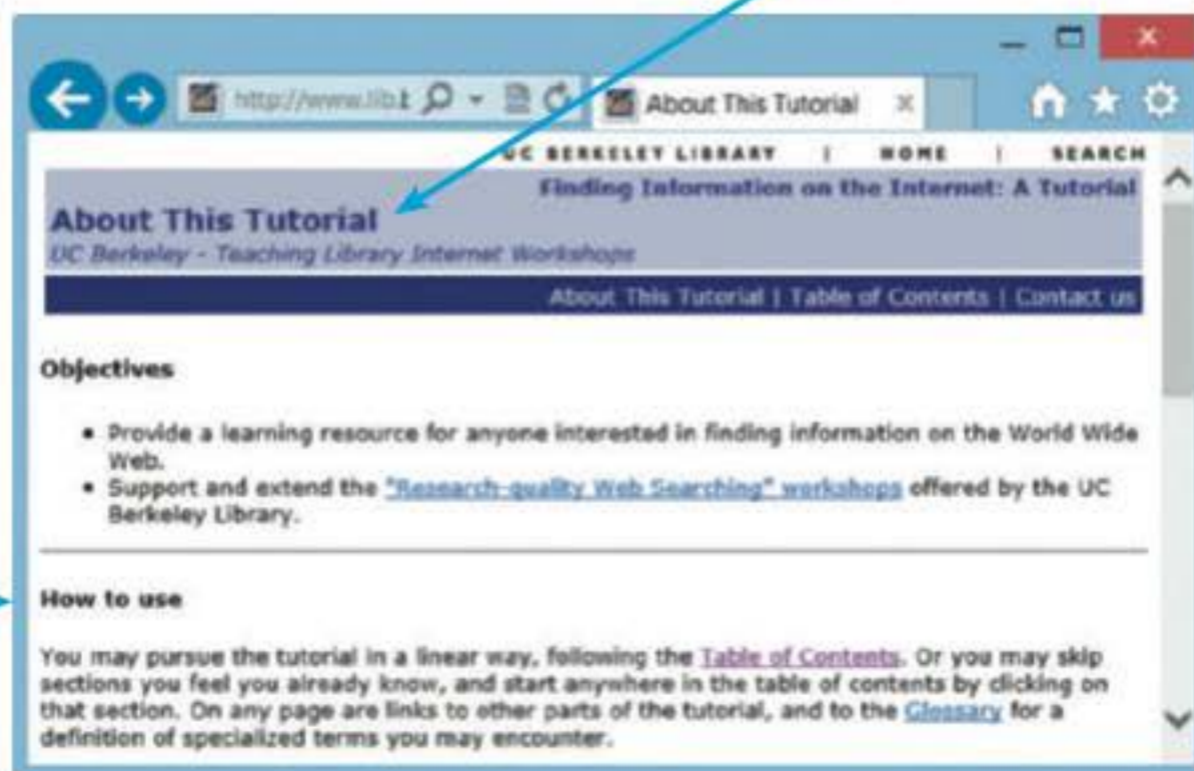 http://www.lib.b
About This Tutorial
UC BERKELEY LIBRARY | HOME | SEARCH
Finding Information on the Internet: A Tutorial
About This Tutorial
UC Berkeley - Teaching Library Internet Workshops
About This Tutorial | Table of Contents | Contact us
Objectives
• Provide a learning resource for anyone interested in finding information on the World Wide
Web.
• Support and extend the "Research-quality Web Searching" workshops offered by the UC
Berkeley Library.
How to use
You may pursue the tutorial in a linear way, following the Table of Contents. Or you may skip
sections you feel you already know, and start anywhere in the table of contents by clicking on
that section. On any page are links to other parts of the tutorial, and to the Glossary for a
definition of specialized terms you may encounter.